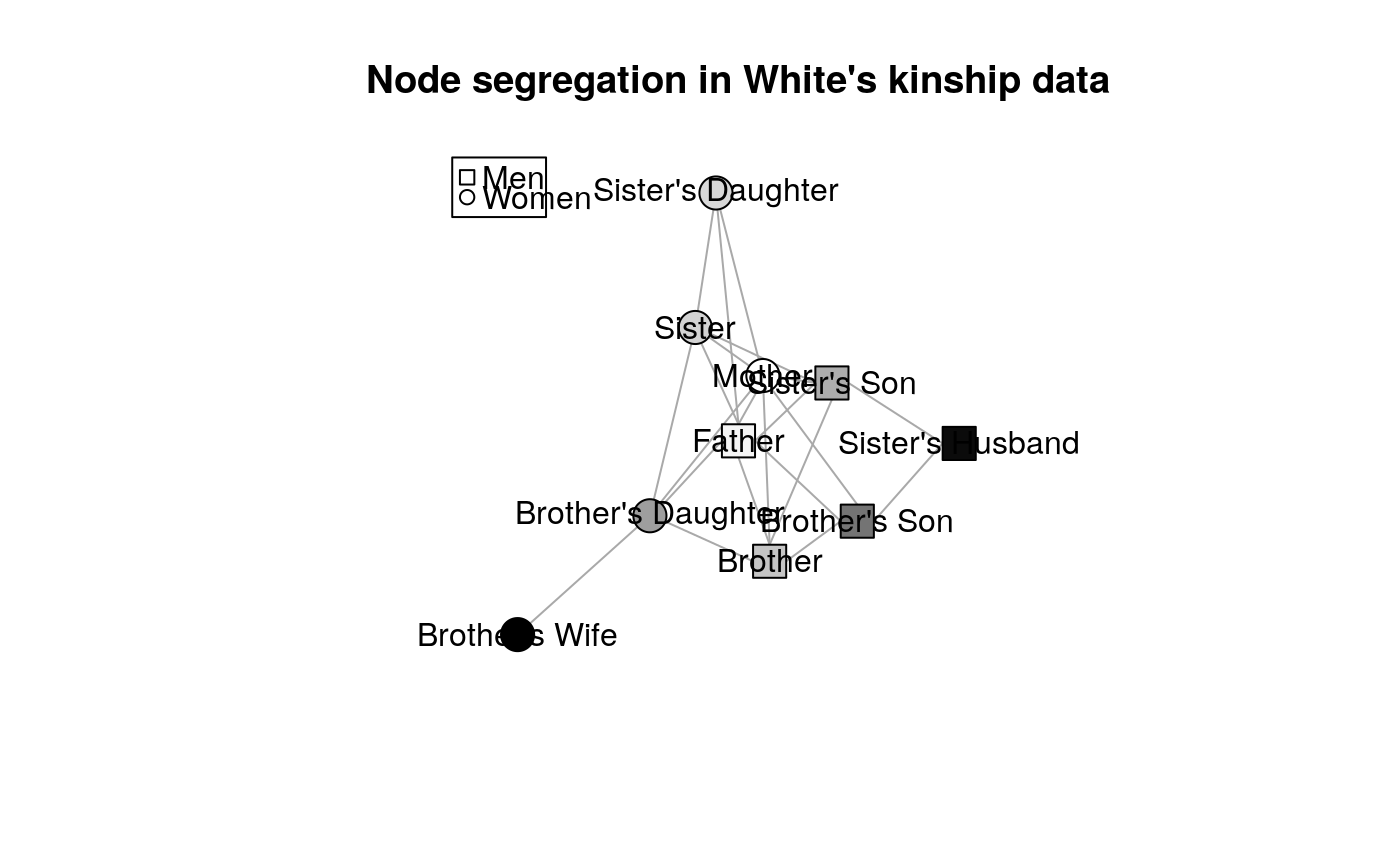 Node segregation in White's kinship data
Men
Women
Sister's Daughter
Sister
Mother
Sister's Son
Father
Sister's Husband
Brother's Daughter
Brother's Son
Brother
Brother's Wife